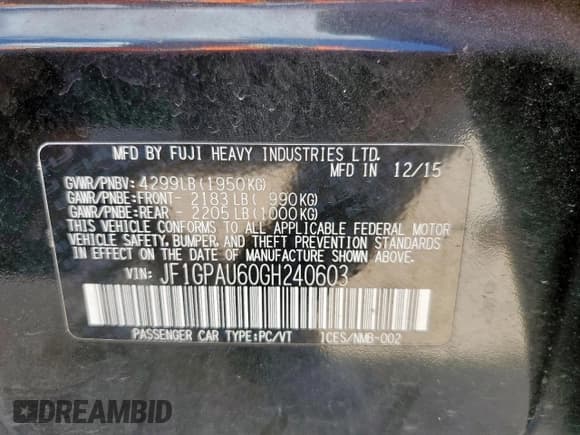 MFD BY FUJI HEAVY INDUSTRIES LTD.
MFD IN 12/15
GVWR/PNBV: 4299LB(1950KG)
GAWR/PNBE:FRONT- 2183LB( 990KG)
GAWR/PNBE:REAR - 2205LB(1000KG)
THIS VEHICLE CONFORMS TO ALL APPLICABLE FEDERAL MOTOR
VEHICLE SAFETY, BUMPER, AND THEFT PREVENTION STANDARDS
IN EFFECT ON THE DATE OF MANUFACTURE SHOWN ABOVE.
VIN: JF1GPAU60GH240603
PASSENGER CAR TYPE:PC/VT ICES/NMB-002
DREAMBID